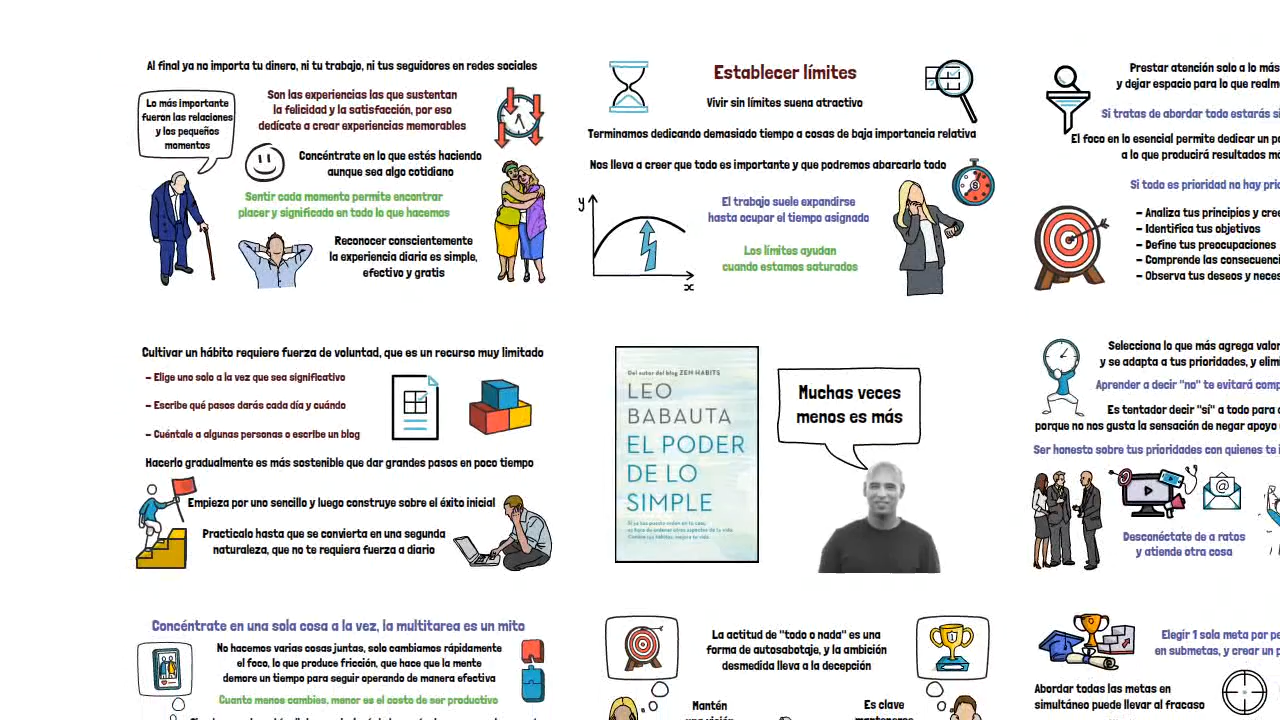 Al final ya no importa tu dinero, ni tu trabajo, ni tus seguidores en redes sociales
Lo más importante
fueron las relaciones
y los pequeños
momentos
Son las experiencias las que sustentan
la felicidad y la satisfacción, por eso
dedícate a crear experiencias memorables
Concéntrate en lo que estés haciendo
aunque sea algo cotidiano
Sentir cada momento permite encontrar
placer y significado en todo lo que hacemos
Reconocer conscientemente
la experiencia diaria es simple,
efectivo y gratis
Establecer límites
Vivir sin límites suena atractivo
Terminamos dedicando demasiado tiempo a cosas de baja importancia relativa
Nos lleva a creer que todo es importante y que podremos abarcarlo todo
y
x
El trabajo suele expandirse
hasta ocupar el tiempo asignado
Los límites ayudan
cuando estamos saturados
Prestar atención solo a lo más
y dejar espacio para lo que
Si tratas de abordar todo estarás
El foco en lo esencial permite dedicar un
a lo que producirá resultados
Si todo es prioridad no hay
– Analiza tus principios y
– Identifica tus objetivos
– Define tus preocupaciones
– Comprende las
– Observa tus deseos y
Cultivar un hábito requiere fuerza de voluntad, que es un recurso muy limitado
– Elige uno solo a la vez que sea significativo
– Escribe qué pasos darás cada día y cuándo
– Cuéntale a algunas personas o escribe un blog
Hacerlo gradualmente es más sostenible que dar grandes pasos en poco tiempo
Empieza por uno sencillo y luego construye sobre el éxito inicial
Practícalo hasta que se convierta en una segunda
naturaleza, que no te requiera fuerza a diario
Del autor del blog ZEN HABITS
LEO
BABAUTA
EL PODER
DE LO
SIMPLE
Muchas veces
menos es más
Selecciona lo que más agrega
y se adapta a tus prioridades, y
Aprender a decir "no" te evitará
Es tentador decir "sí" a todo para
porque no nos gusta la sensación de negar apoyo
Ser honesto sobre tus prioridades con quienes te
@
Desconéctate de a ratos
y atiende otra cosa
Concéntrate en una sola cosa a la vez, la multitarea es un mito
No hacemos varias cosas juntas, solo cambiamos rápidamente
el foco, lo que produce fricción, que hace que la mente
demore un tiempo para seguir operando de manera efectiva
Cuanto menos cambies, menor es el costo de ser productivo
La actitud de "todo o nada" es una
forma de autosabotaje, y la ambición
desmedida lleva a la decepción
1
Mantén
Es clave
Elegir 1 sola meta por
en submetas, y crear un
Abordar todas las metas en
simultáneo puede llevar al fracaso